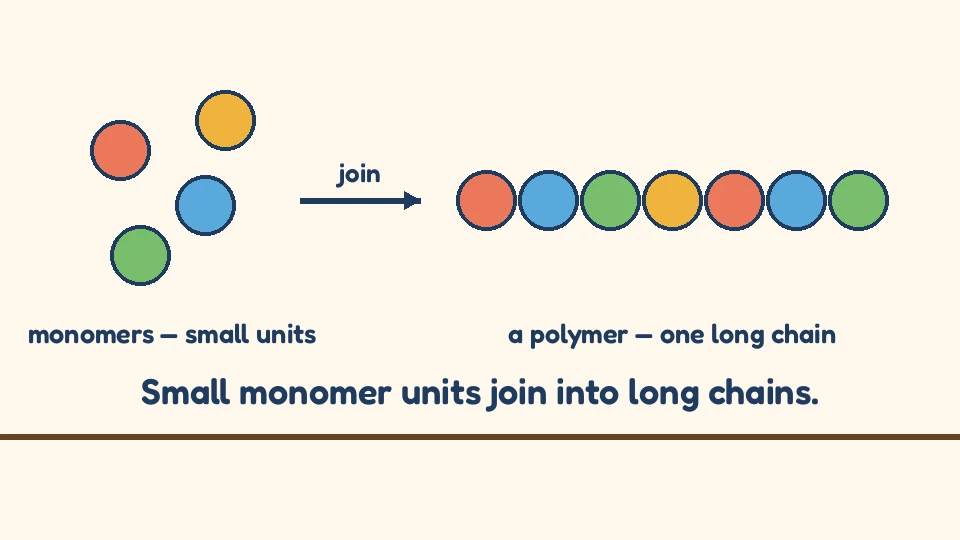 join
monomers — small units
a polymer — one long chain
Small monomer units join into long chains.